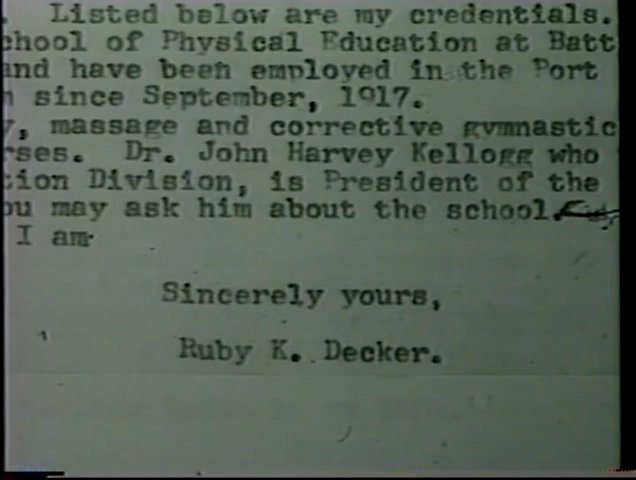 . Listed below are my credentials.
chool of Physical Education at Batt
and have been employed in the Port
n since September, 1917.
y, massage and corrective gymnastic
rses. Dr. John Harvey Kellogg who
tion Division, is President of the
ou may ask him about the school.
I am
Sincerely yours,
Ruby K. Decker.